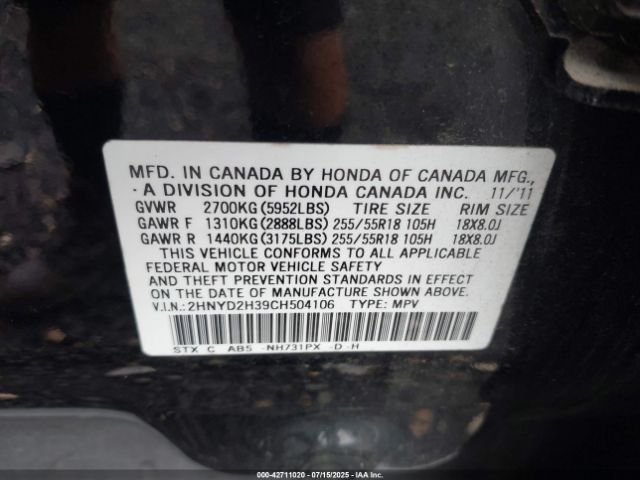 MFD. IN CANADA BY HONDA OF CANADA MFG.,
A DIVISION OF HONDA CANADA INC. 11/'11
GVWR 2700KG(5952LBS) TIRE SIZE RIM SIZE
GAWR F 1310KG(2888LBS) 255/55R18 105H 18X8.0J
GAWR R 1440KG(3175LBS) 255/55R18 105H 18X8.0J
THIS VEHICLE CONFORMS TO ALL APPLICABLE
FEDERAL MOTOR VEHICLE SAFETY
AND THEFT PREVENTION STANDARDS IN EFFECT
ON THE DATE OF MANUFACTURE SHOWN ABOVE.
V.I.N.: 2HNYD2H39CH504106 TYPE: MPV
STX C AB5 -NH731PX -D -H
000-42711020 - 07/15/2025 - IAA Inc.